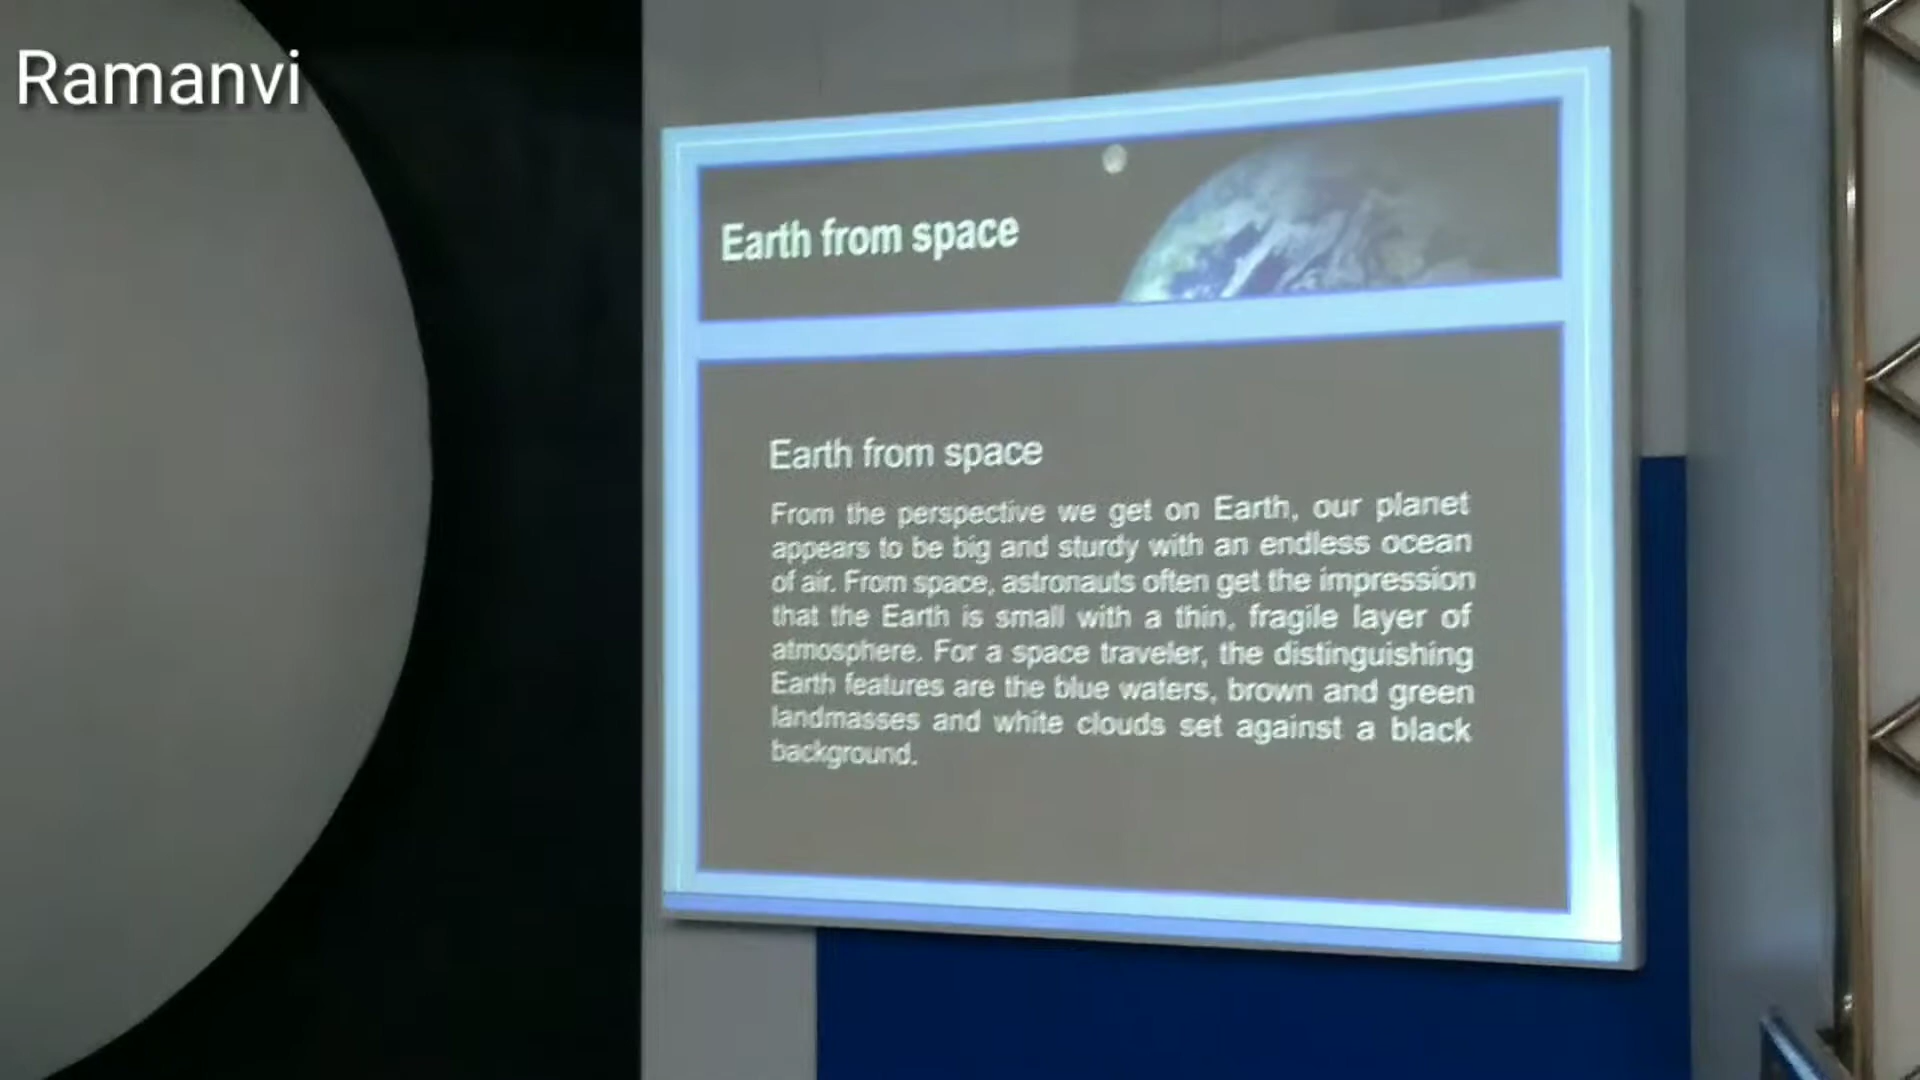 Ramanvi
Earth from space
Earth from space
From the perspective we get on Earth, our planet
appears to be big and sturdy with an endless ocean
of air. From space, astronauts often get the impression
that the Earth is small with a thin, fragile layer of
atmosphere. For a space traveler, the distinguishing
Earth features are the blue waters, brown and green
landmasses and white clouds set against a black
background.